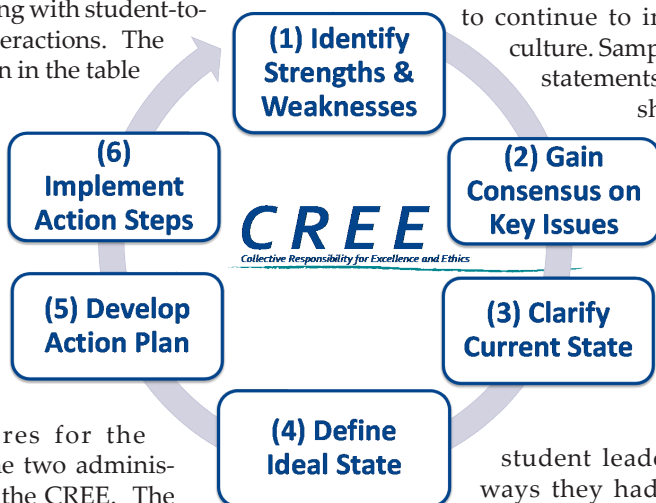 ng with student-to-
eractions. The
n in the table
to continue to in
culture. Samp
statements
sh
(1) Identify
Strengths &
Weaknesses
(2) Gain
Consensus on
Key Issues
(3) Clarify
Current State
(4) Define
Ideal State
(5) Develop
Action Plan
(6)
Implement
Action Steps
CREE
Collective Responsibility for Excellence and Ethics
res for the
e two adminis-
the CREE. The
student leade
ways they had